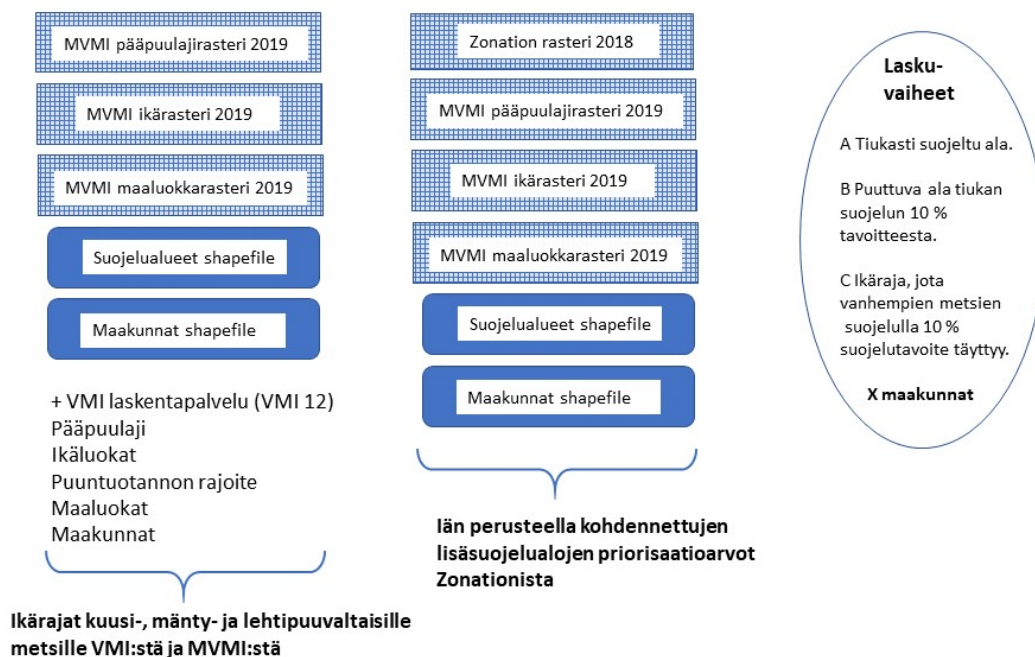 MVMI pääpuulajirasteri 2019
MVMI ikärasteri 2019
MVMI maaluokkarasteri 2019
Suojelualueet shapefile
Maakunnat shapefile
+ VMI laskentapalvelu (VMI 12)
Pääpuulaji
Ikäluokat
Puuntuotannon rajoite
Maaluokat
Maakunnat
Ikärajat kuusi-, mänty- ja lehtipuuvaltaisille
metsille VMI:stä ja MVMI:stä
Zonation rasteri 2018
MVMI pääpuulajirasteri 2019
MVMI ikärasteri 2019
MVMI maaluokkarasteri 2019
Suojelualueet shapefile
Maakunnat shapefile
Iän perusteella kohdennettujen
lisäsuojelualojen priorisaatioarvot
Zonationista
Lasku-
vaiheet
A Tiukasti suojeltu ala.
B Puuttuva ala tiukan
suojelun 10 %
tavoitteesta.
C Ikäraja, jota
vanhempien metsien
suojelulla 10 %
suojelutavoite täyttyy.
X maakunnat